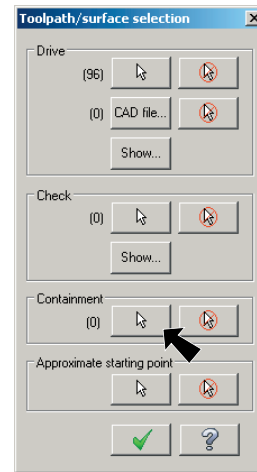 Toolpath/surface selection
Drive
(96)
(0) CAD file...
Show...
Check
(0)
Show...
Containment
(0)
Approximate starting point